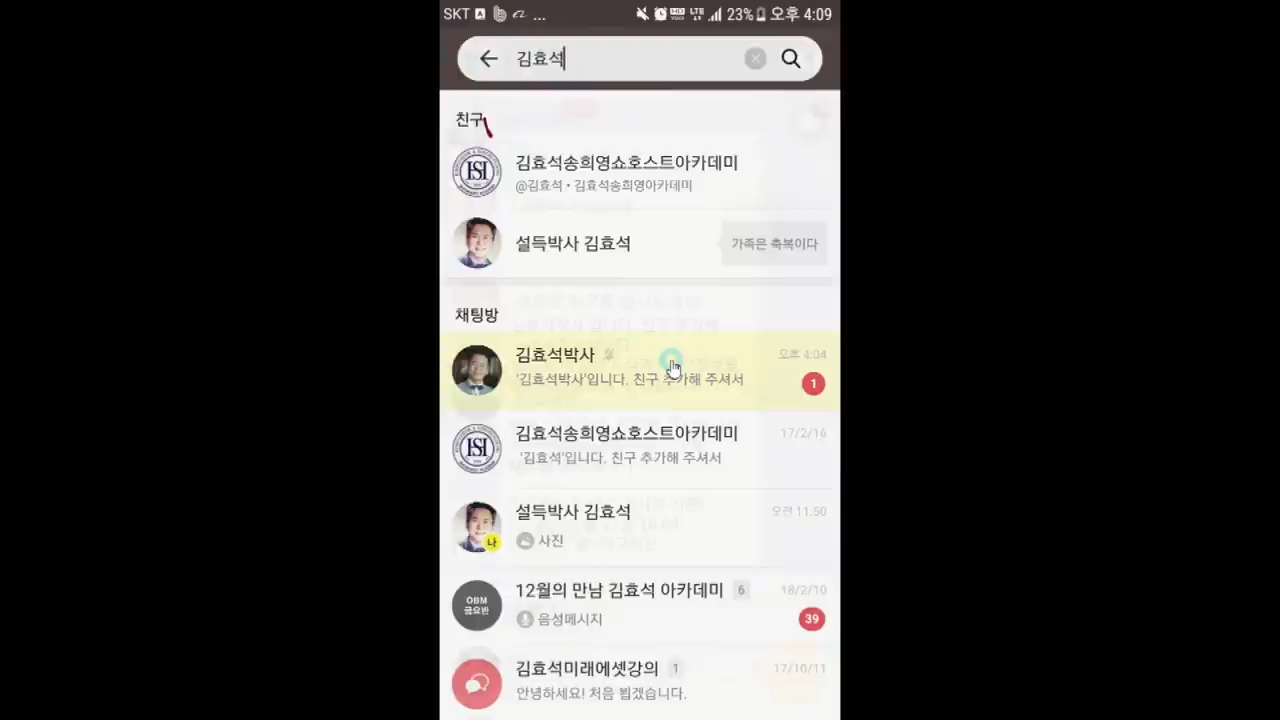 SKT ... LTE 23% 오후 4:09
김효석
친구
김효석송희영쇼호스트아카데미
@김효석 • 김효석송희영아카데미
설득박사 김효석
가족은 축복이다
채팅방
김효석박사
오후 4:04
'김효석박사'입니다. 친구 추가해 주셔서
1
김효석송희영쇼호스트아카데미
17/2/16
'김효석'입니다. 친구 추가해 주셔서
설득박사 김효석
오전 11:50
나
사진
12월의 만남 김효석 아카데미 6
18/2/10
OBM
금요반
음성메시지
39
김효석미래에셋강의 1
17/10/11
안녕하세요! 처음 뵙겠습니다.